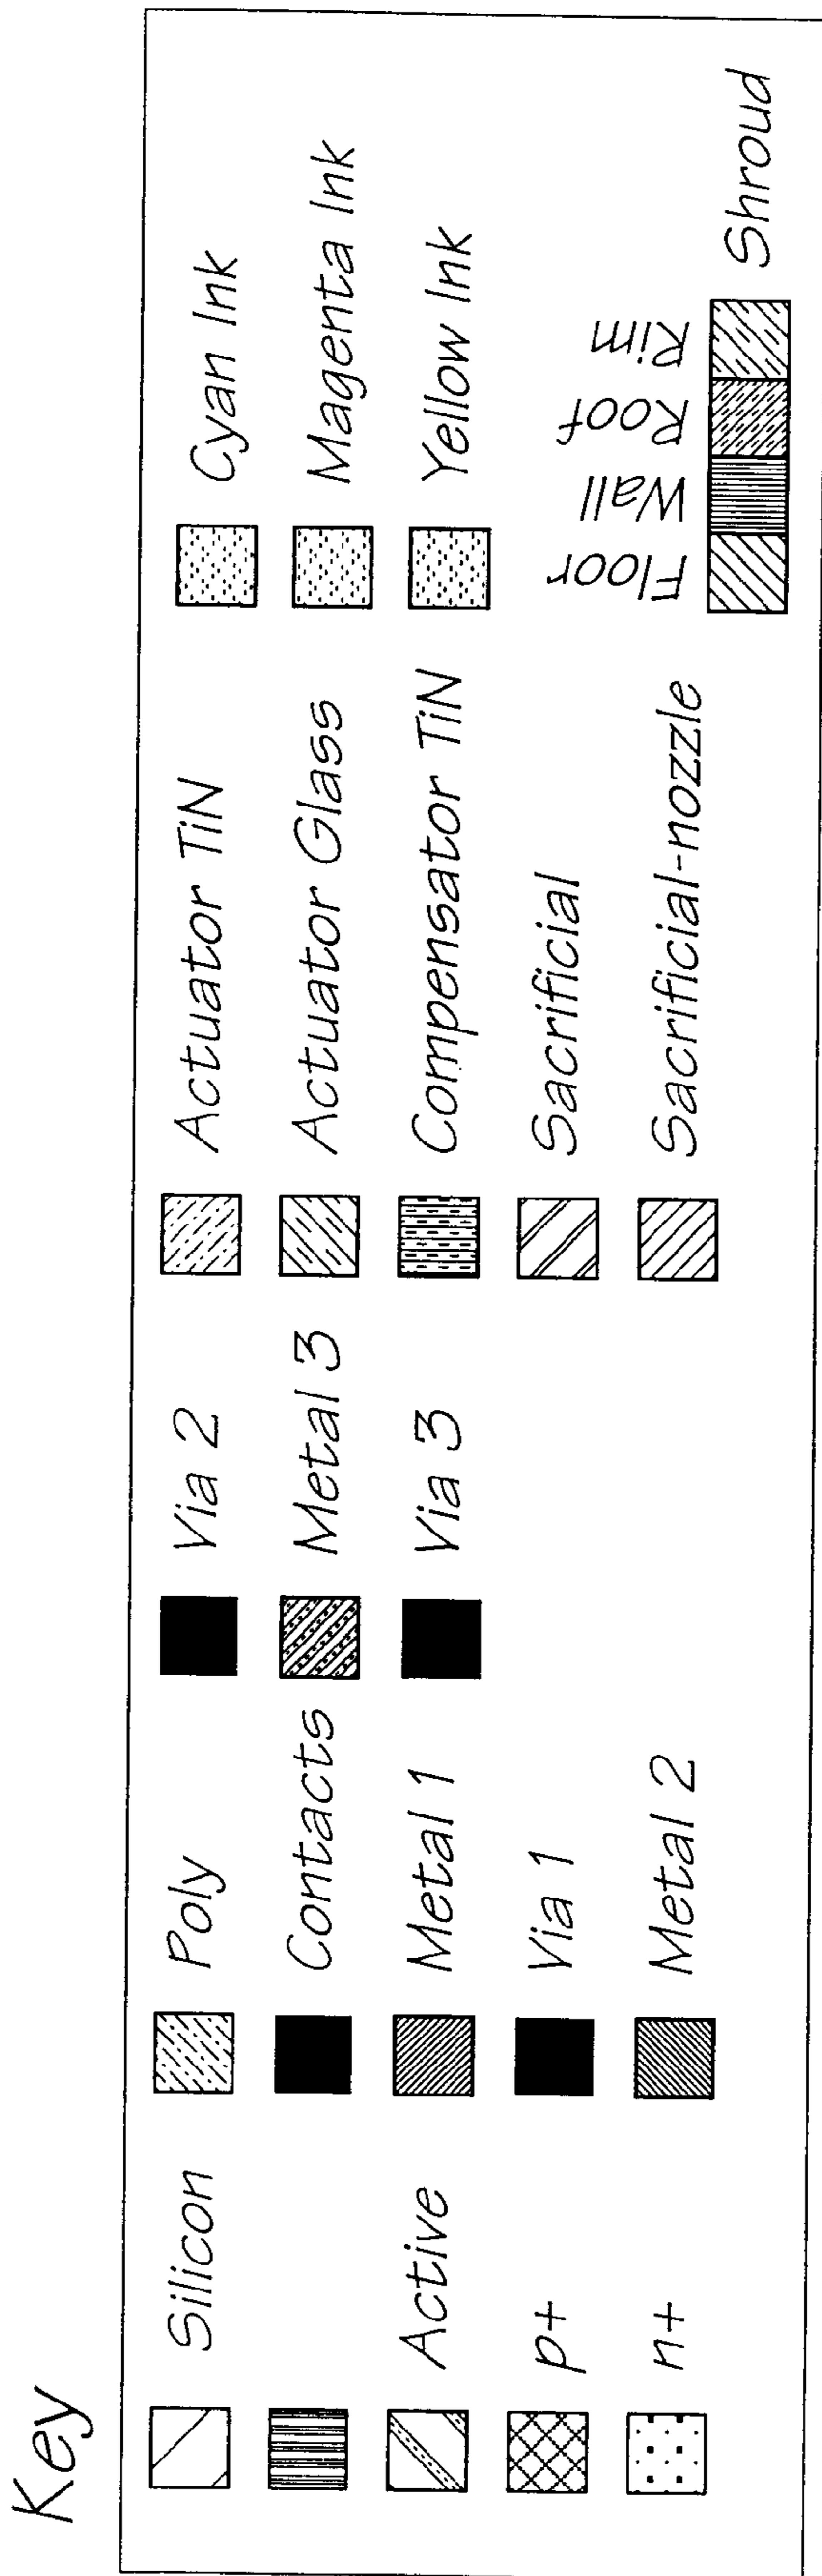 Key
Silicon
Active
p+
n+
Poly
Contacts
Metal 1
Via 1
Metal 2
Via 2
Metal 3
Via 3
Actuator TiN
Actuator Glass
Compensator TiN
Sacrificial
Sacrificial-nozzle
Cyan Ink
Magenta Ink
Yellow Ink
Floor
Wall
Roof
Rim
Shroud